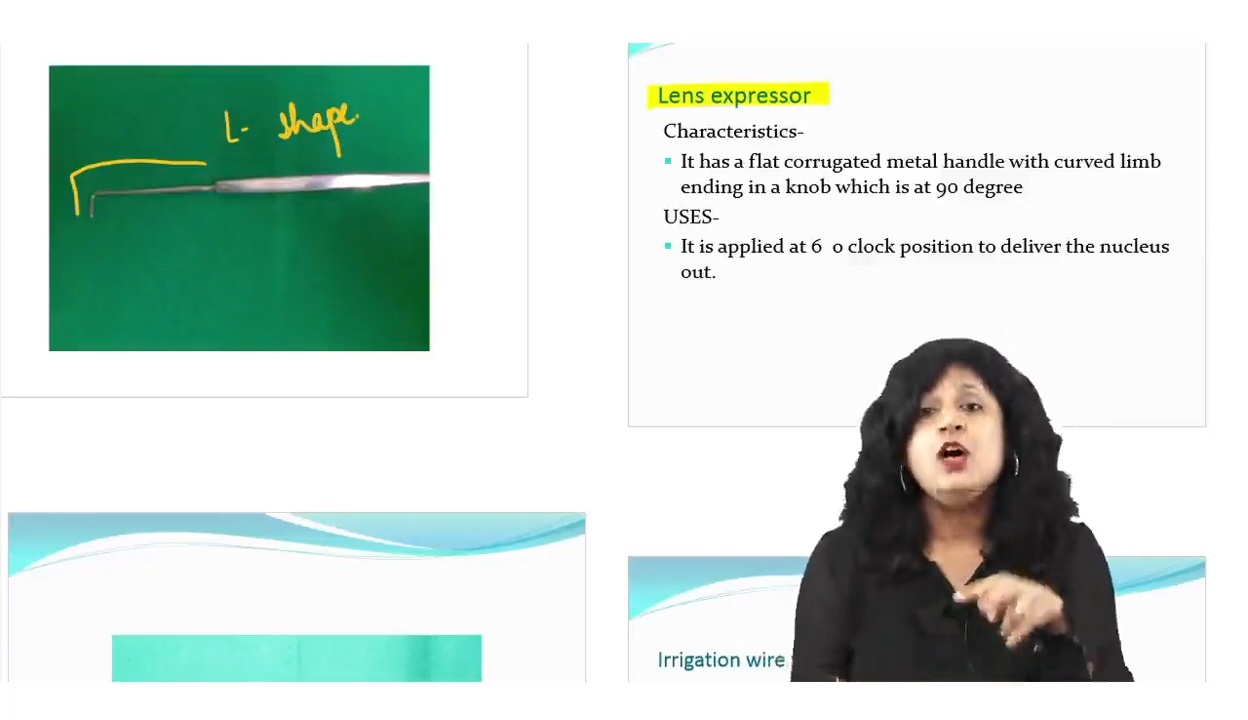 L- shape.
Lens expressor
Characteristics-
It has a flat corrugated metal handle with curved limb
ending in a knob which is at 90 degree
USES-
It is applied at 6 o clock position to deliver the nucleus
out.
Irrigation wire